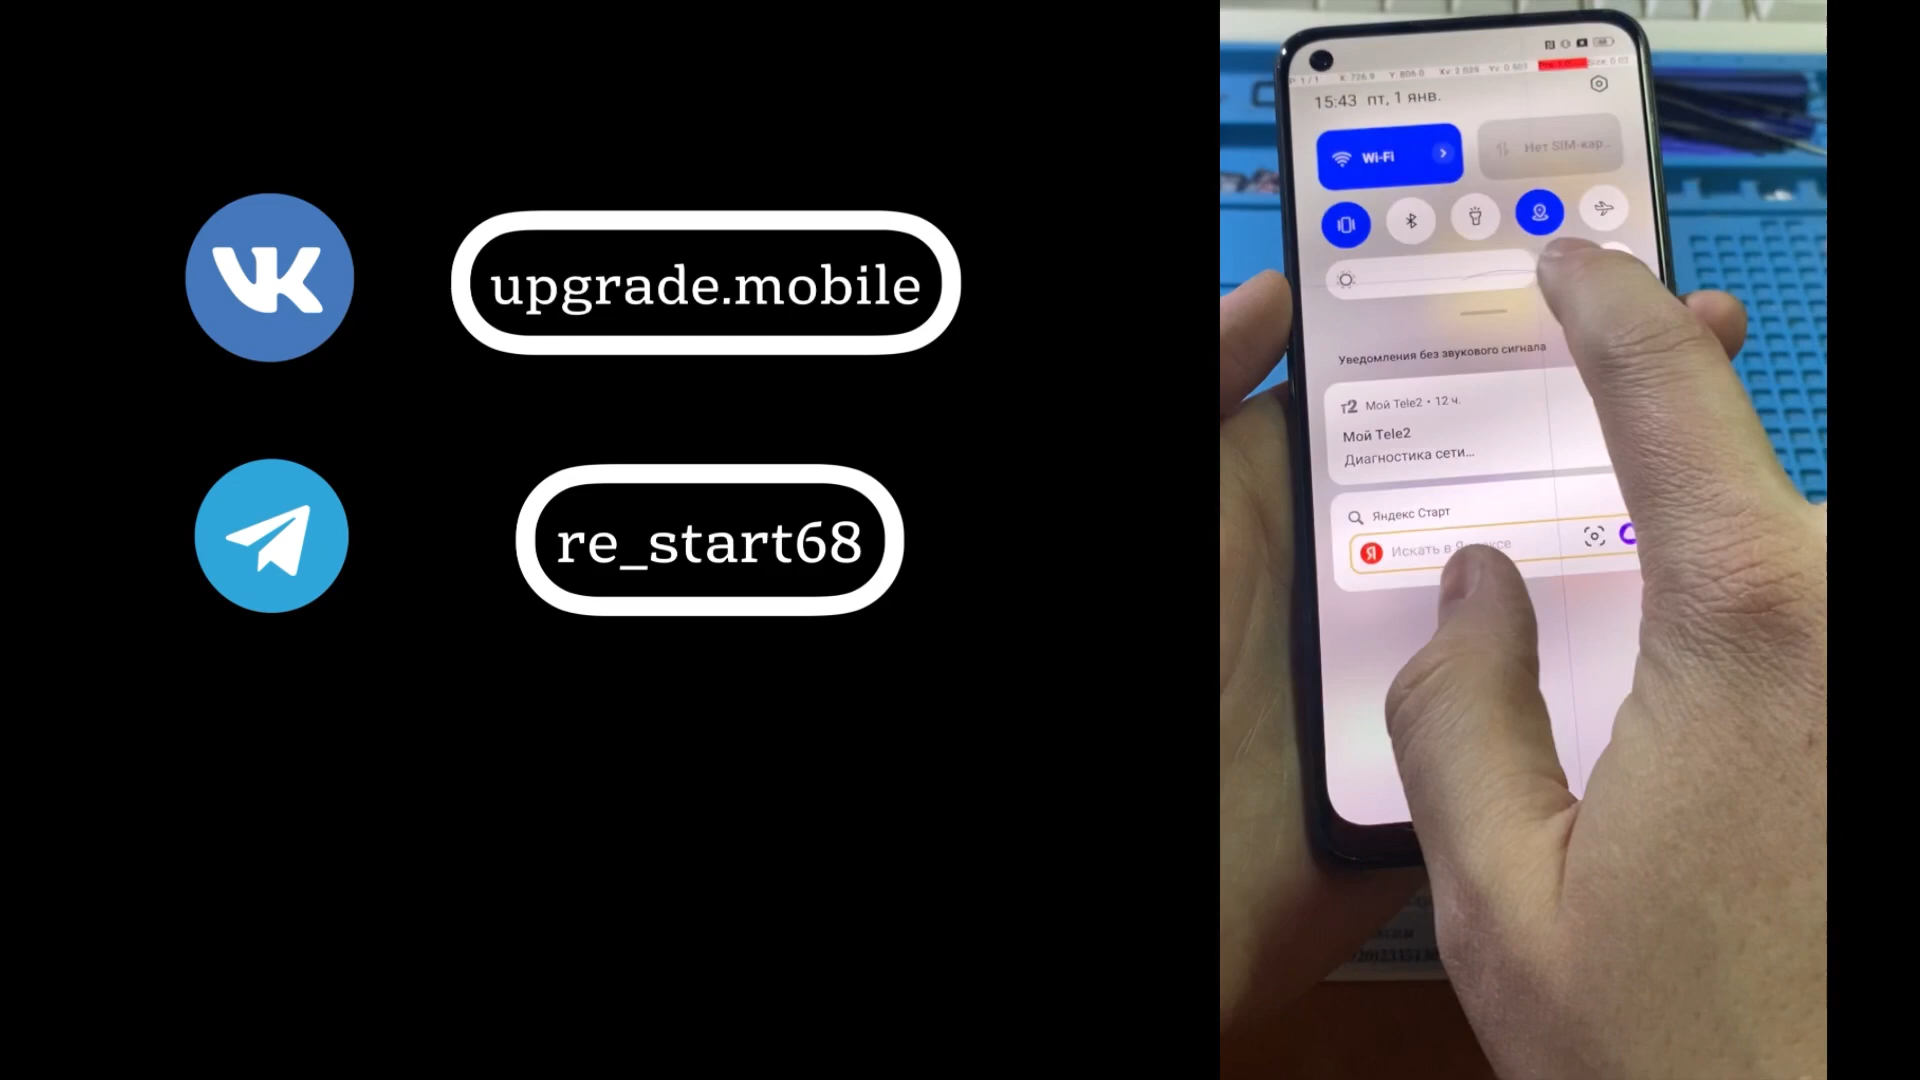 upgrade.mobile
re_start68
15:43 пт, 1 янв.
Wi-Fi
Нет SIM-кар...
Уведомления без звукового сигнала
т2 Мой Tele2 • 12 ч.
Мой Tele2
Диагностика сети...
Яндекс Старт
Я Искать в